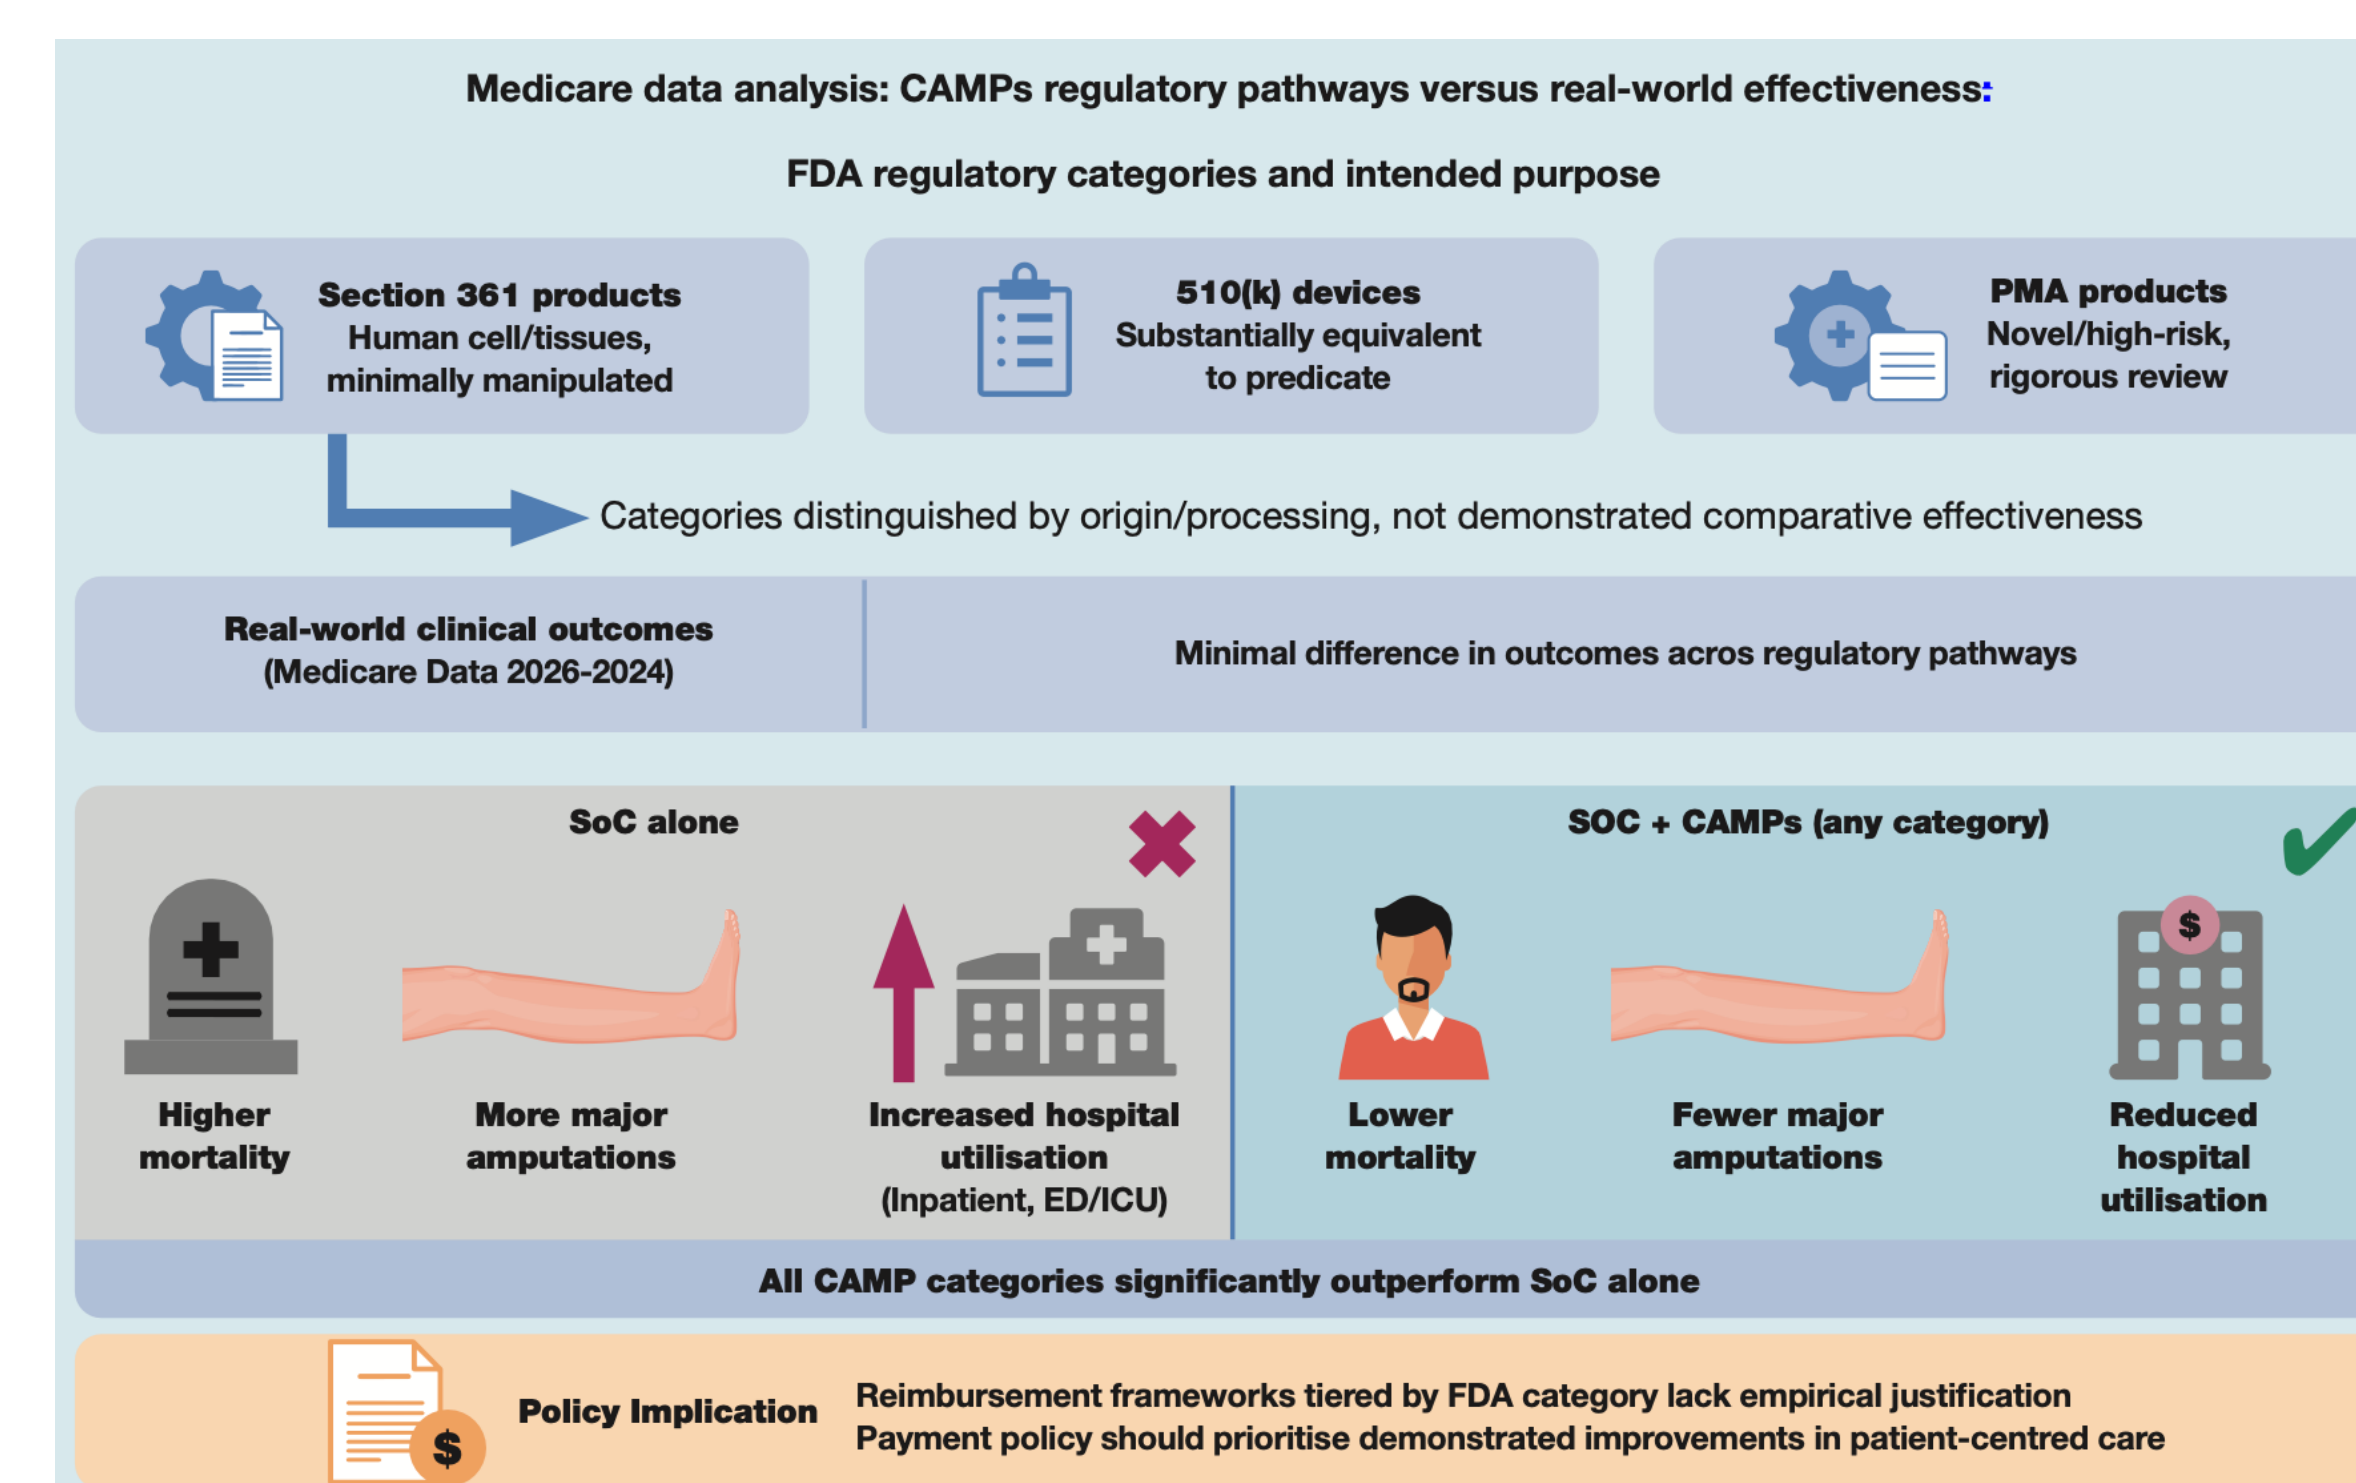 Medicare data analysis: CAMPs regulatory pathways versus real-world effectiveness:
FDA regulatory categories and intended purpose
Section 361 products
Human cell/tissues,
minimally manipulated
510(k) devices
Substantially equivalent
to predicate
PMA products
Novel/high-risk,
rigorous review
Categories distinguished by origin/processing, not demonstrated comparative effectiveness
Real-world clinical outcomes
(Medicare Data 2026-2024)
Minimal difference in outcomes acros regulatory pathways
SoC alone
Higher
mortality
More major
amputations
Increased hospital
utilisation
(Inpatient, ED/ICU)
SOC + CAMPs (any category)
$
Lower
mortality
Fewer major
amputations
Reduced
hospital
utilisation
All CAMP categories significantly outperform SoC alone
$
Policy Implication
Reimbursement frameworks tiered by FDA category lack empirical justification
Payment policy should prioritise demonstrated improvements in patient-centred care